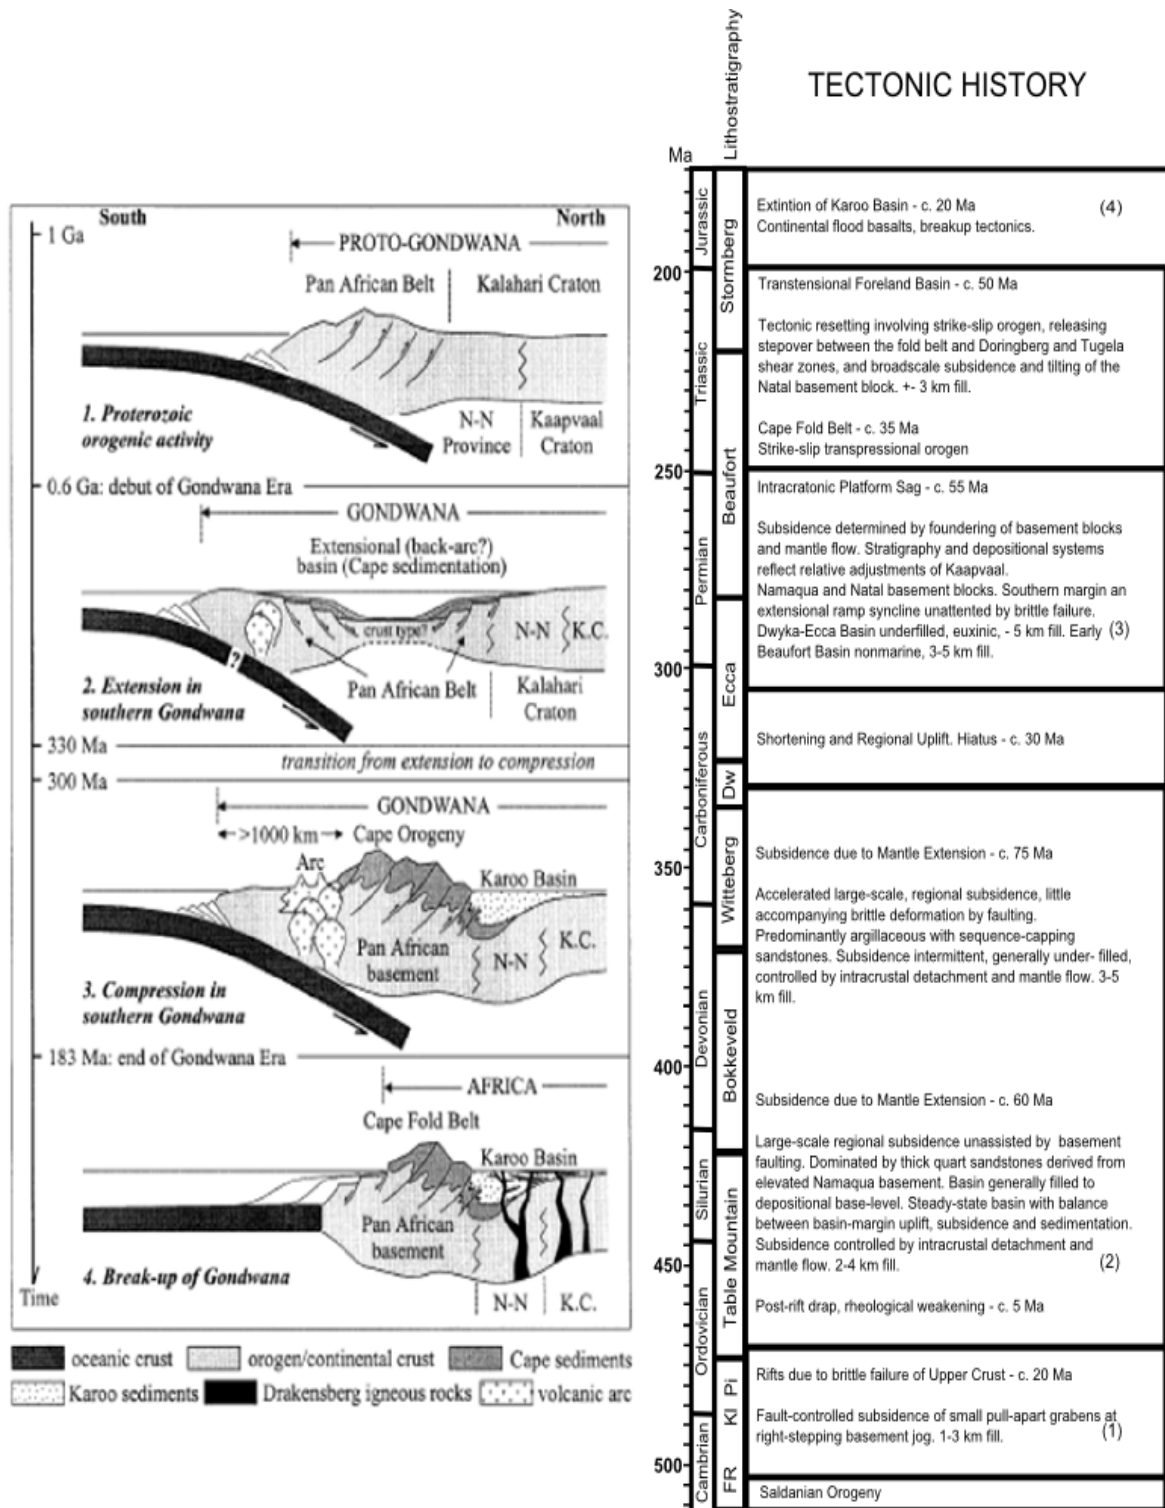 South
North
1 Ga
PROTO-GONDWANA
Pan African Belt
Kalahari Craton
1. Proterozoic
orogenic activity
N-N
Province
Kaapvaal
Craton
0.6 Ga: debut of Gondwana Era
GONDWANA
Extensional (back-arc?)
basin (Cape sedimentation)
crust type?
N-N
K.C.
?
2. Extension in
southern Gondwana
Pan African Belt
Kalahari
Craton
330 Ma
transition from extension to compression
300 Ma
GONDWANA
>1000 km
Cape Orogeny
Arc
Karoo Basin
Pan African
basement
N-N
K.C.
3. Compression in
southern Gondwana
183 Ma: end of Gondwana Era
AFRICA
Cape Fold Belt
Karoo Basin
Pan African
basement
4. Break-up of Gondwana
N-N
K.C.
Time
oceanic crust
orogen/continental crust
Cape sediments
Karoo sediments
Drakensberg igneous rocks
volcanic arc
TECTONIC HISTORY
Lithostratigraphy
Ma
200
250
300
350
400
450
500
Jurassic
Triassic
Permian
Carboniferous
Devonian
Silurian
Ordovician
Cambrian
Stormberg
Beaufort
Ecca
Dw
Witteberg
Bokkeveld
Table Mountain
Pi
Kl
FR
Extintion of Karoo Basin - c. 20 Ma (4)
Continental flood basalts, breakup tectonics.
Transtensional Foreland Basin - c. 50 Ma
Tectonic resetting involving strike-slip orogen, releasing
stepover between the fold belt and Doringberg and Tugela
shear zones, and broadscale subsidence and tilting of the
Natal basement block. +- 3 km fill.
Cape Fold Belt - c. 35 Ma
Strike-slip transpressional orogen
Intracratonic Platform Sag - c. 55 Ma
Subsidence determined by foundering of basement blocks
and mantle flow. Stratigraphy and depositional systems
reflect relative adjustments of Kaapvaal.
Namaqua and Natal basement blocks. Southern margin an
extensional ramp syncline unattented by brittle failure.
Dwyka-Ecca Basin underfilled, euxinic, - 5 km fill. Early (3)
Beaufort Basin nonmarine, 3-5 km fill.
Shortening and Regional Uplift. Hiatus - c. 30 Ma
Subsidence due to Mantle Extension - c. 75 Ma
Accelerated large-scale, regional subsidence, little
accompanying brittle deformation by faulting.
Predominantly argillaceous with sequence-capping
sandstones. Subsidence intermittent, generally under- filled,
controlled by intracrustal detachment and mantle flow. 3-5
km fill.
Subsidence due to Mantle Extension - c. 60 Ma
Large-scale regional subsidence unassisted by basement
faulting. Dominated by thick quart sandstones derived from
elevated Namaqua basement. Basin generally filled to
depositional base-level. Steady-state basin with balance
between basin-margin uplift, subsidence and sedimentation.
Subsidence controlled by intracrustal detachment and
mantle flow. 2-4 km fill. (2)
Post-rift drap, rheological weakening - c. 5 Ma
Rifts due to brittle failure of Upper Crust - c. 20 Ma
Fault-controlled subsidence of small pull-apart grabens at
right-stepping basement jog. 1-3 km fill. (1)
Saldanian Orogeny